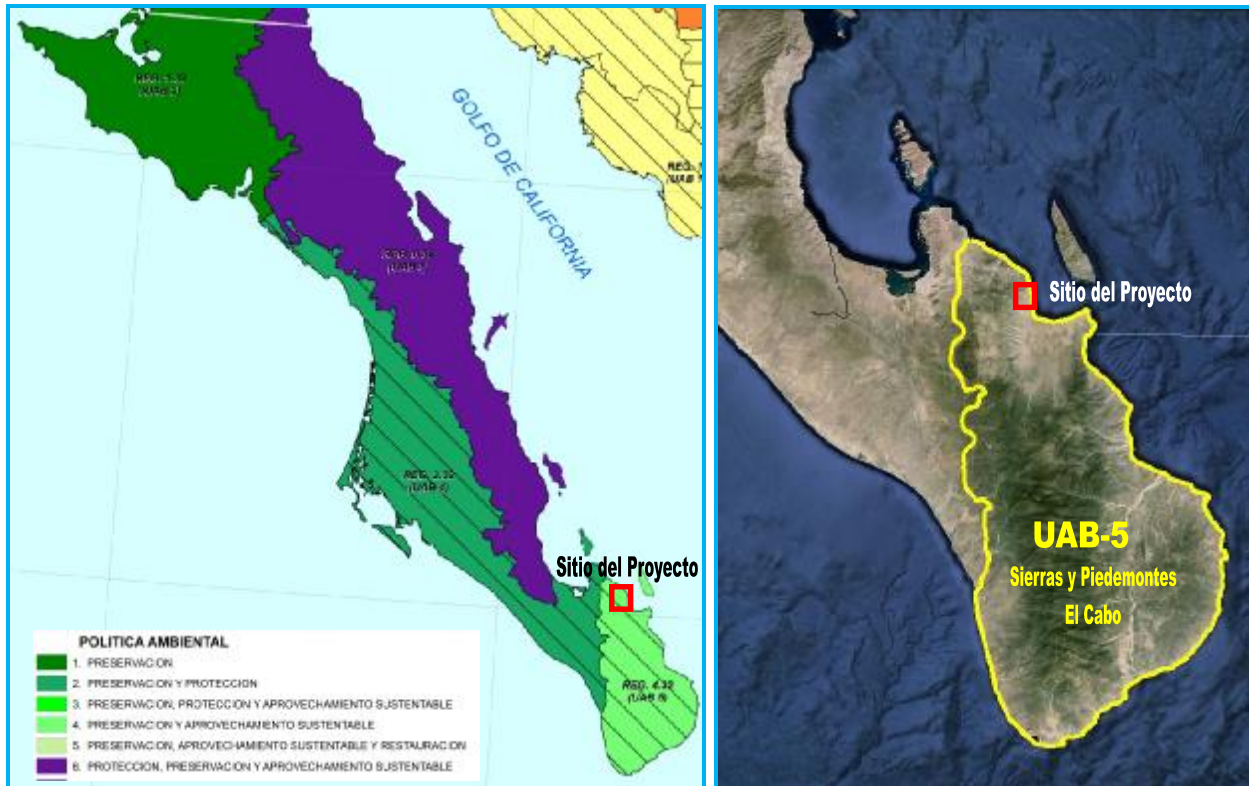 GOLFO DE CALIFORNIA
REG.
(UAB
REG.
Sitio del Proyecto
REG. 4.32
POLITICA AMBIENTAL
1. PRESERVACION
2. PRESERVACION Y PROTECCION
3. PRESERVACION, PROTECCION Y APROVECHAMIENTO SUSTENTABLE
4. PRESERVACION Y APROVECHAMIENTO SUSTENTABLE
5. PRESERVACION, APROVECHAMIENTO SUSTENTABLE Y RESTAURACION
6. PROTECCION, PRESERVACION Y APROVECHAMIENTO SUSTENTABLE
Sitio del Proyecto
UAB-5
Sierras y Piedemontes
El Cabo